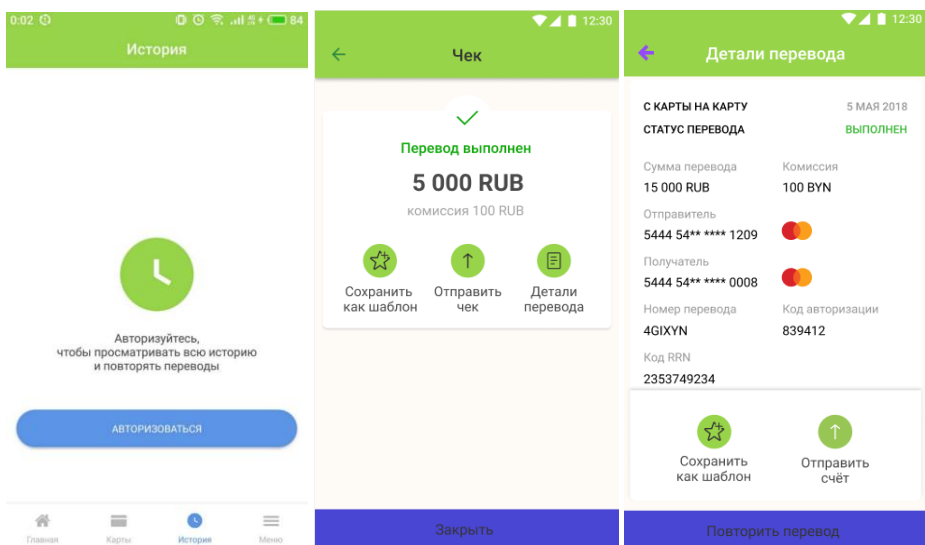 0:02
84
История
Авторизуйтесь,
чтобы просматривать всю историю
и повторять переводы
АВТОРИЗОВАТЬСЯ
Главная
Карты
История
Меню
12:30
Чек
Перевод выполнен
5 000 RUB
комиссия 100 RUB
Сохранить
как шаблон
Отправить
чек
Детали
перевода
Закрыть
12:30
Детали перевода
С КАРТЫ НА КАРТУ
5 МАЯ 2018
СТАТУС ПЕРЕВОДА
ВЫПОЛНЕН
Сумма перевода
Комиссия
15 000 RUB
100 BYN
Отправитель
5444 54** **** 1209
Получатель
5444 54** **** 0008
Номер перевода
Код авторизации
4GIXYN
839412
Код RRN
2353749234
Сохранить
как шаблон
Отправить
счёт
Повторить перевод